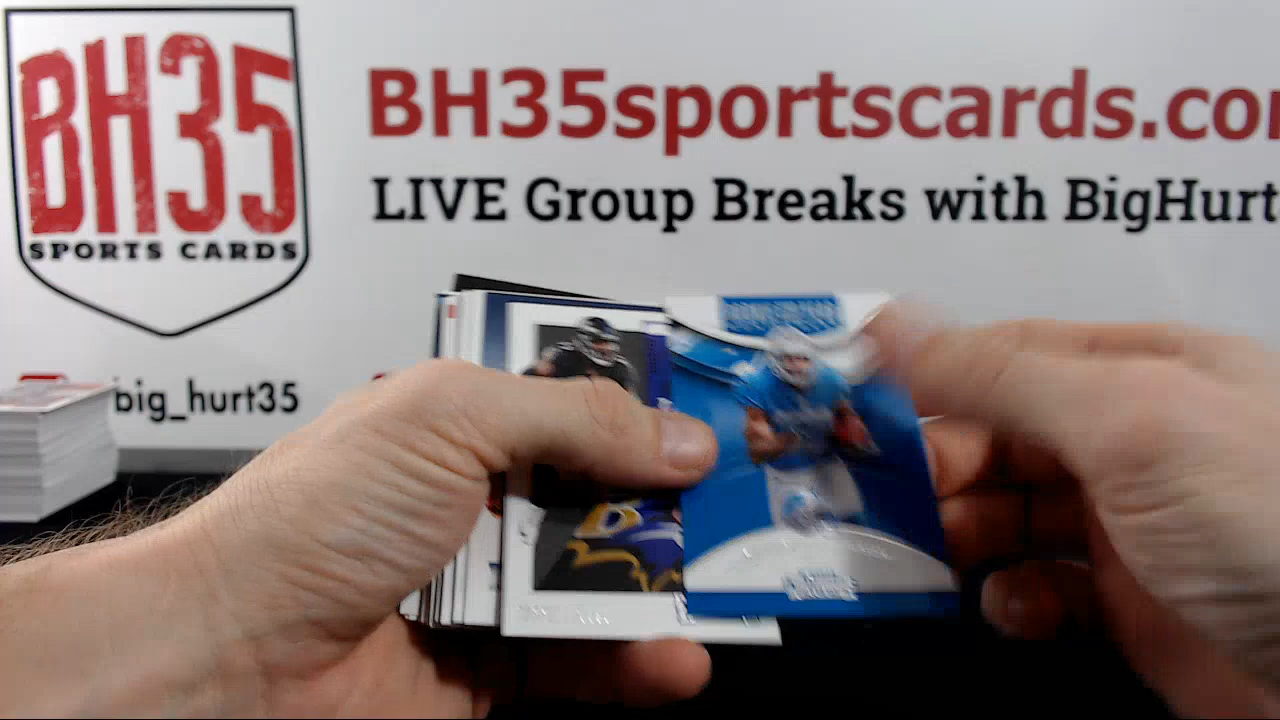 BH35
SPORTS CARDS
BH35sportscards.co
LIVE Group Breaks with BigHurt
big_hurt35